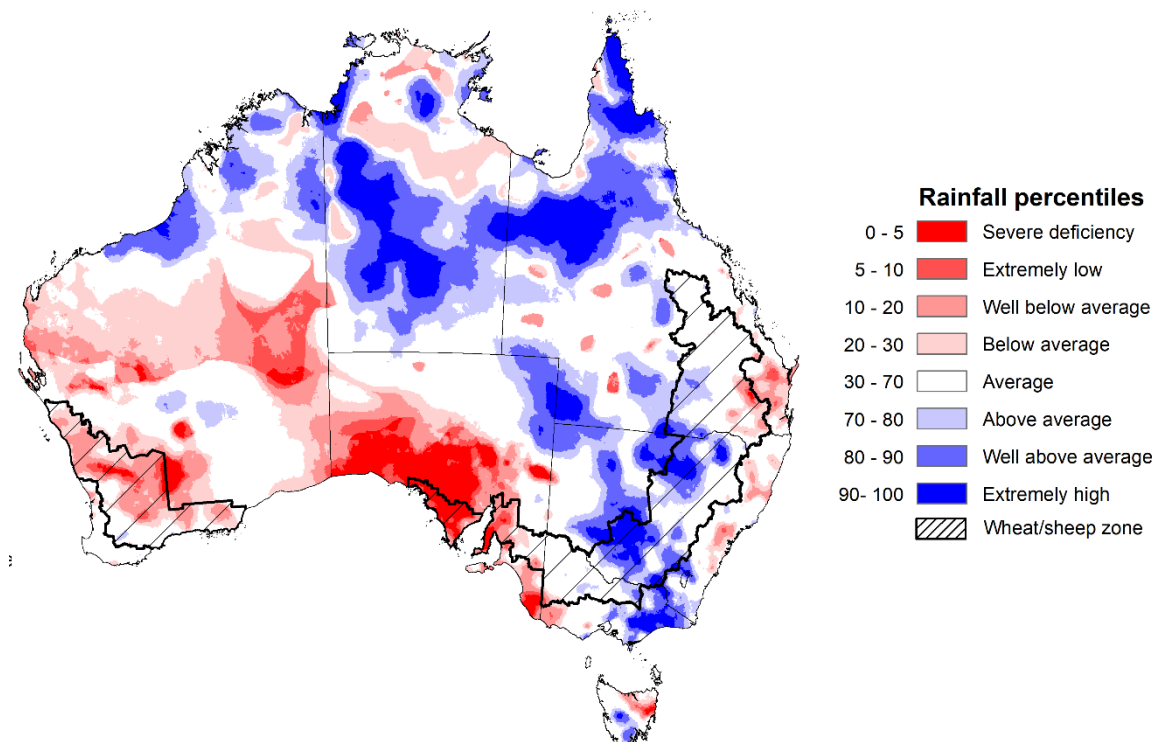 Rainfall percentiles
0 - 5 Severe deficiency
5 - 10 Extremely low
10 - 20 Well below average
20 - 30 Below average
30 - 70 Average
70 - 80 Above average
80 - 90 Well above average
90- 100 Extremely high
Wheat/sheep zone